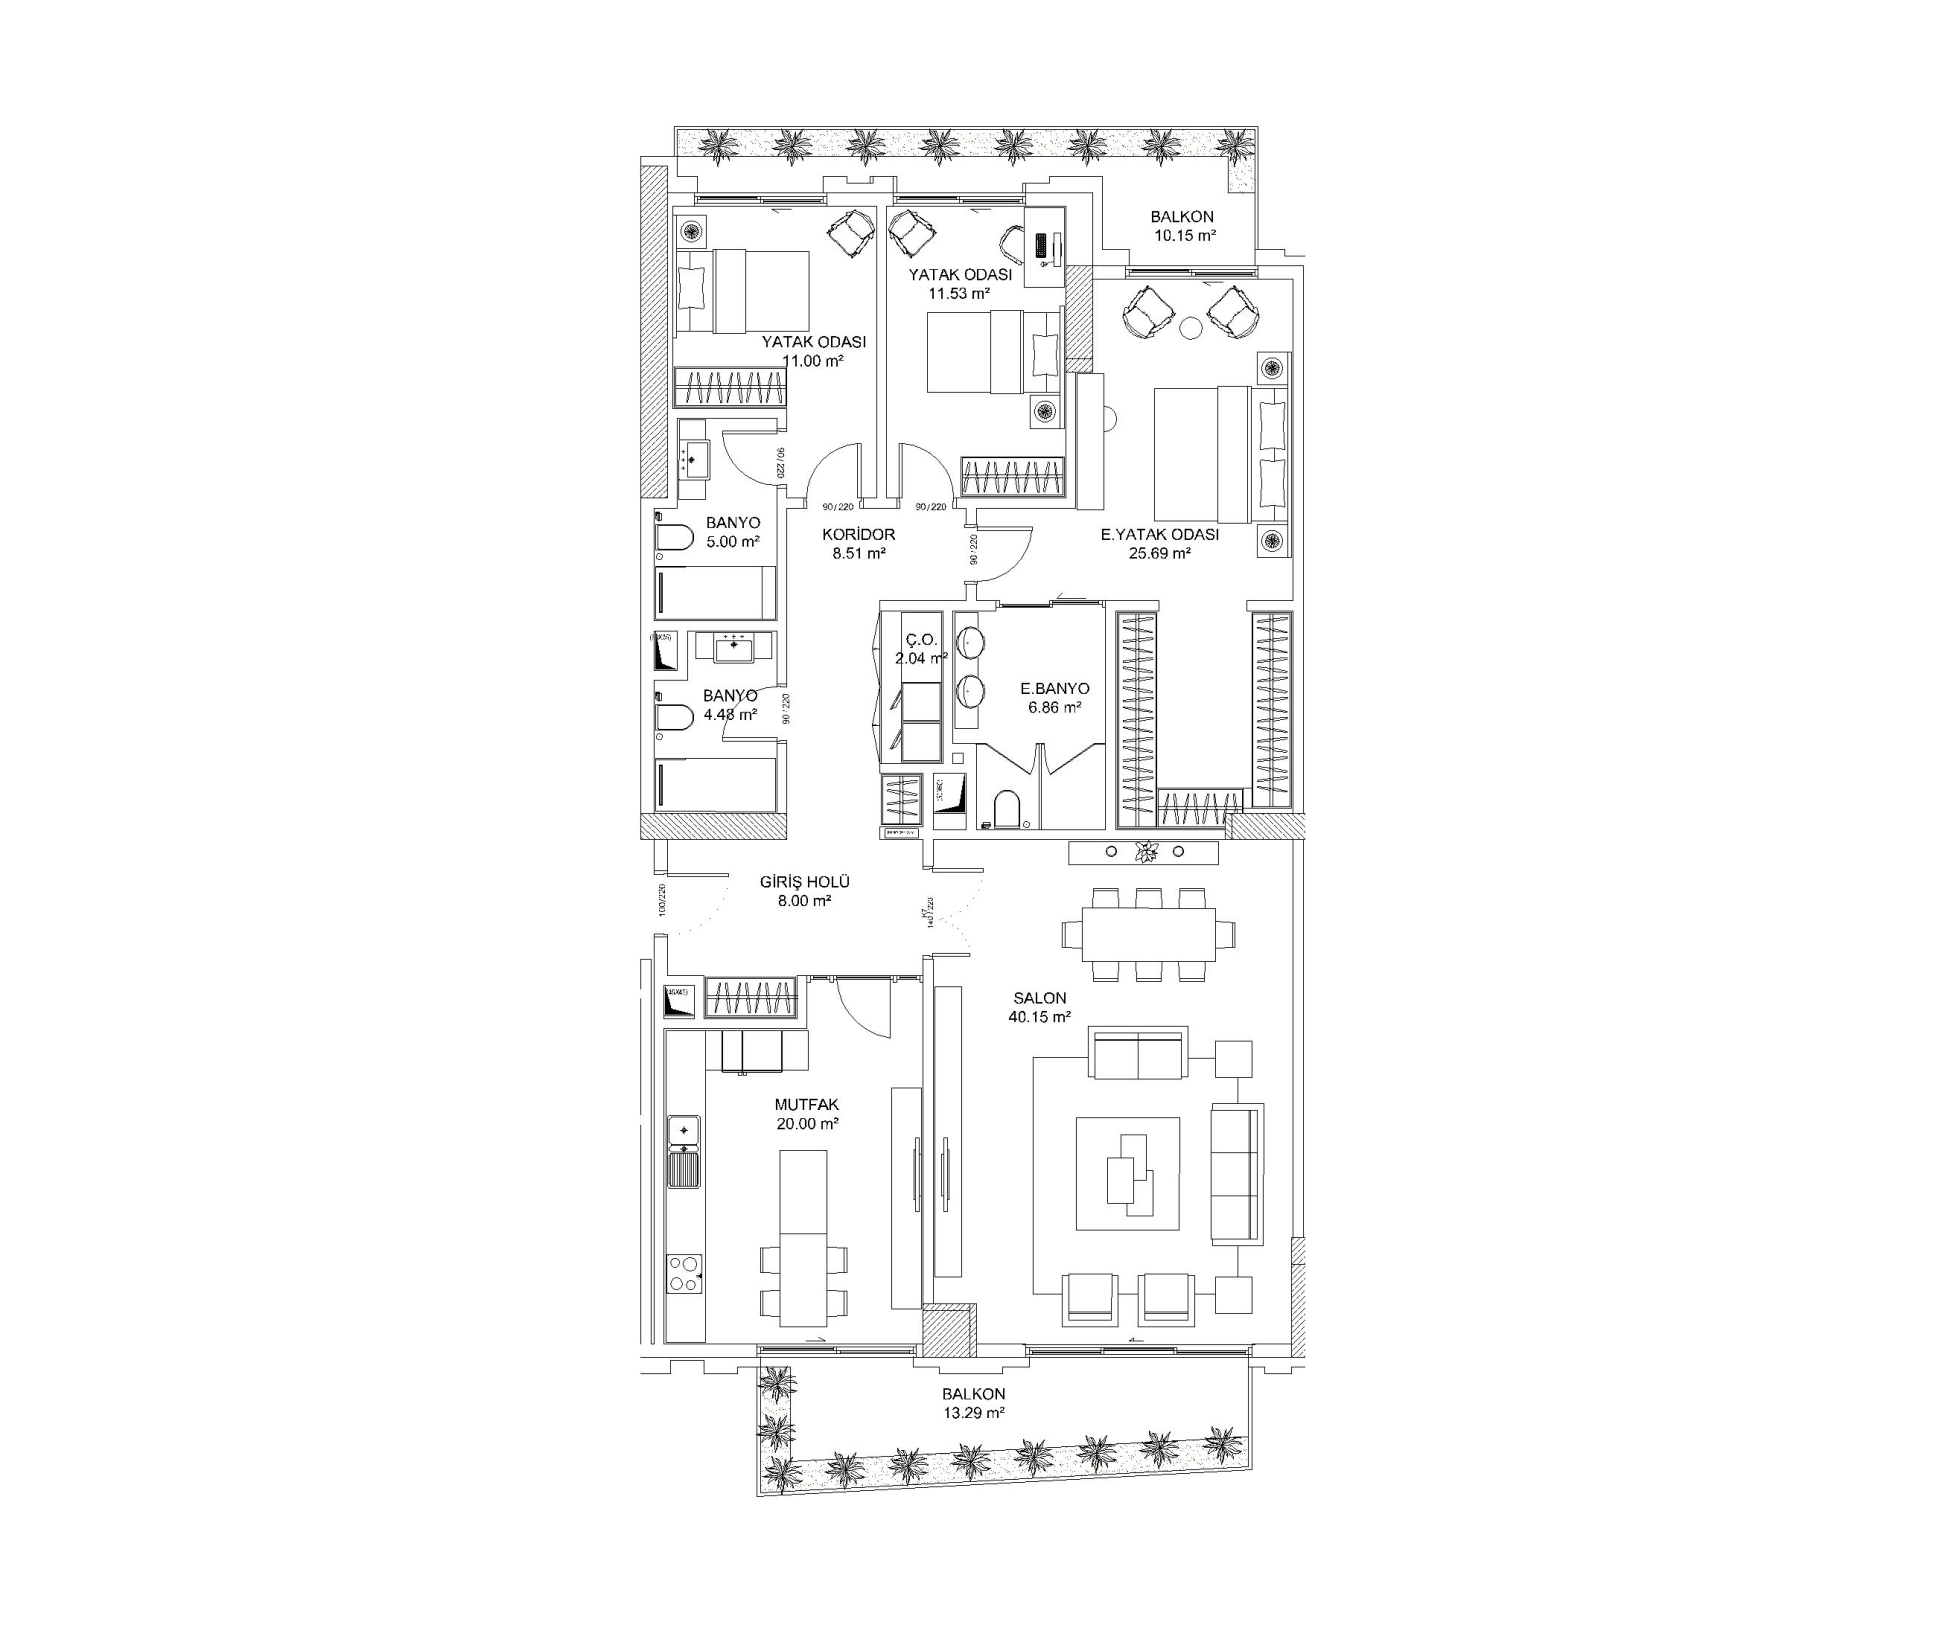 BALKON
10.15 m²
YATAK ODASI
11.53 m²
YATAK ODASI
11.00 m²
90/220
90/220
90/220
BANYO
5.00 m²
KORİDOR
8.51 m²
90/220
E.YATAK ODASI
25.69 m²
Ç.O.
2.04 m²
BANYO
4.48 m²
90/220
E.BANYO
6.86 m²
GİRİŞ HOLÜ
8.00 m²
100/220
K7
140/220
(45X45)
SALON
40.15 m²
MUTFAK
20.00 m²
BALKON
13.29 m²